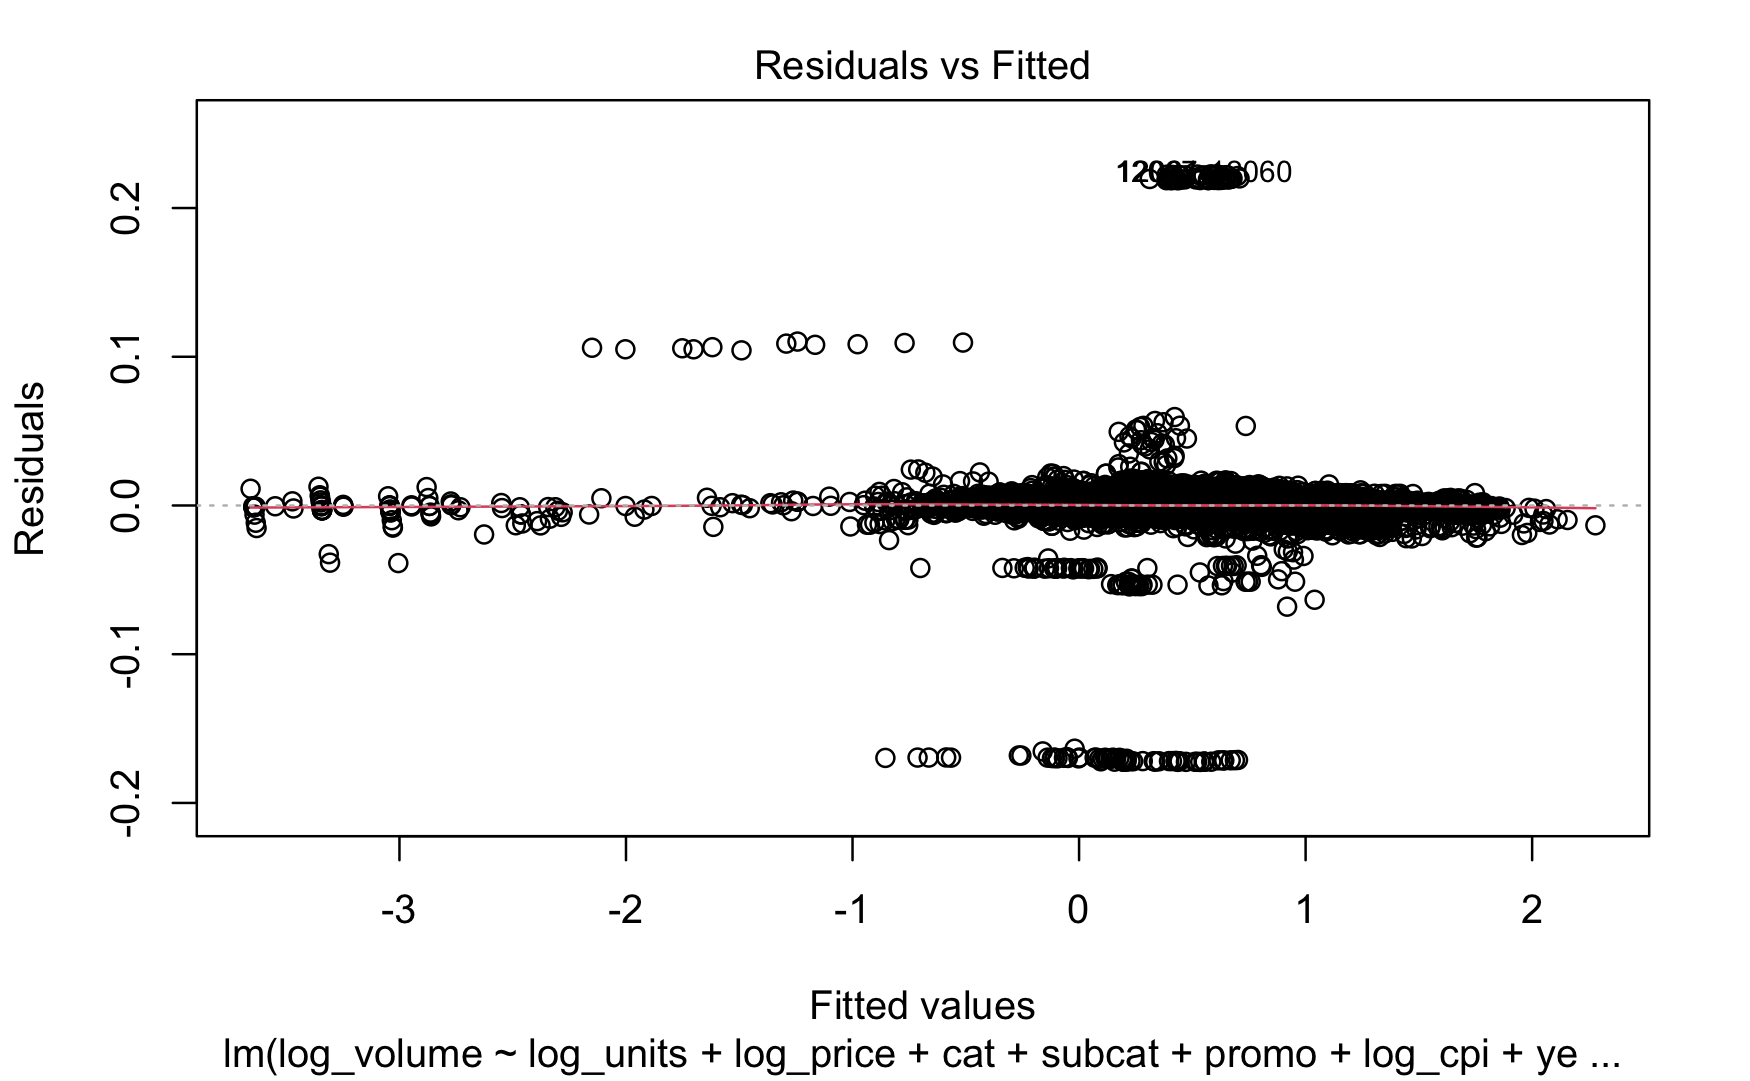 Residuals vs Fitted
Residuals
0.2
0.1
0.0
-0.1
-0.2
-3 -2 -1 0 1 2
Fitted values
lm(log_volume ~ log_units + log_price + cat + subcat + promo + log_cpi + ye ...